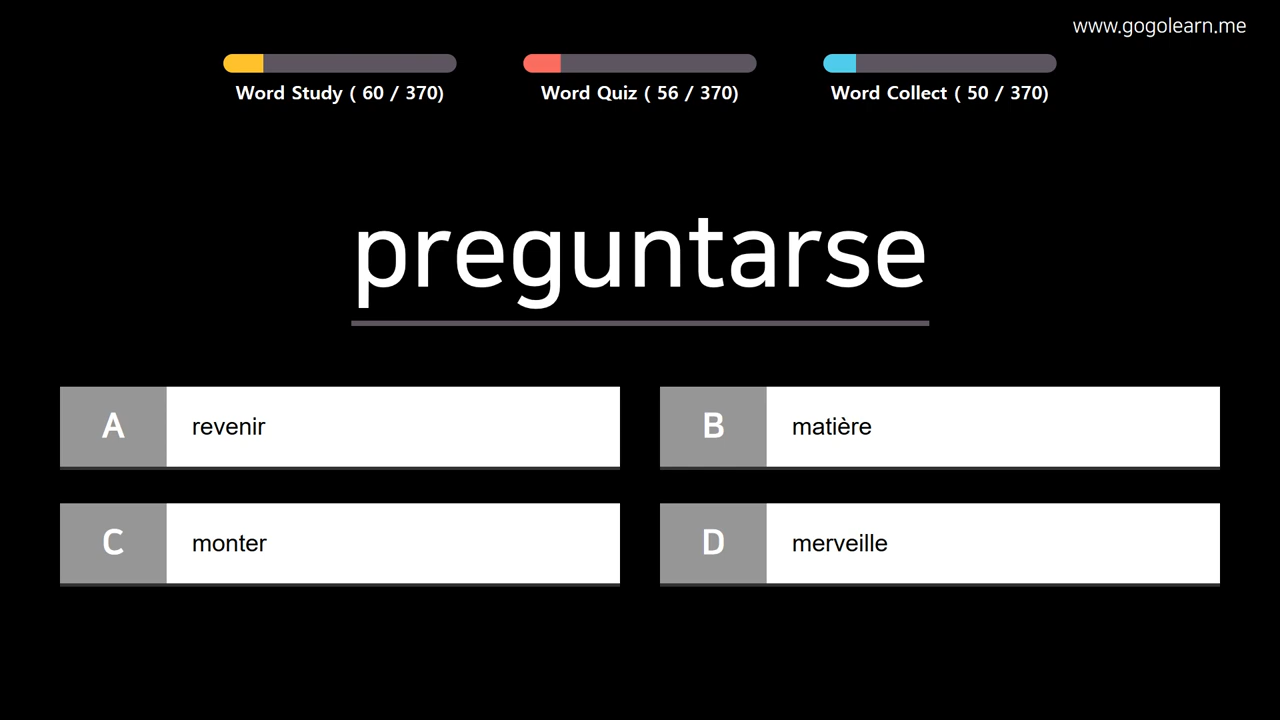 www.gogolearn.me
Word Study ( 60 / 370)
Word Quiz ( 56 / 370)
Word Collect ( 50 / 370)
preguntarse
A revenir
B matière
C monter
D merveille